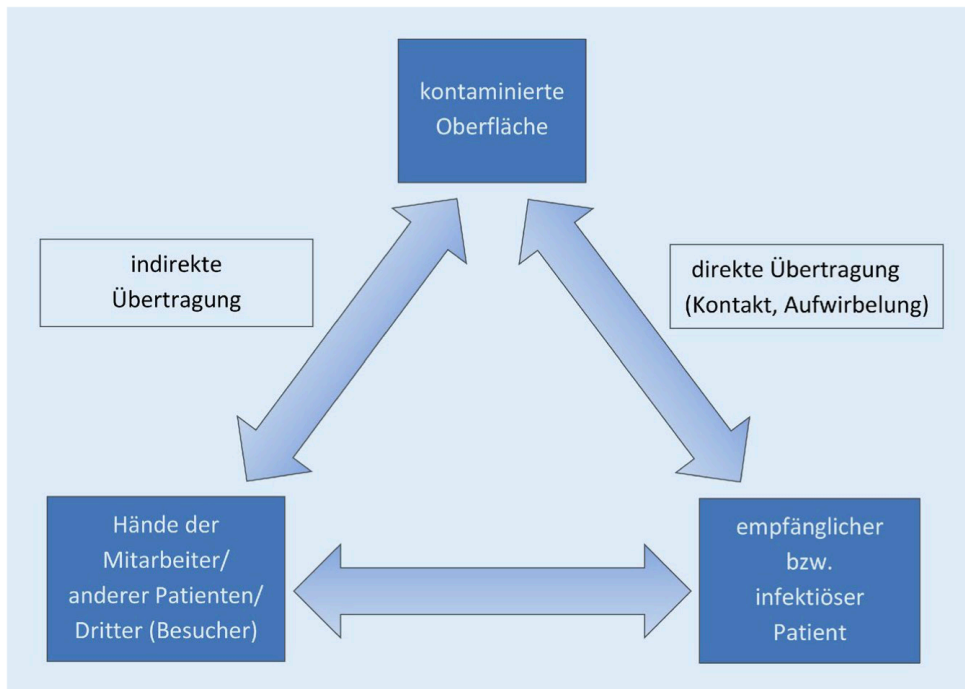 kontaminierte
Oberfläche
indirekte
Übertragung
direkte Übertragung
(Kontakt, Aufwirbelung)
Hände der
Mitarbeiter/
anderer Patienten/
Dritter (Besucher)
empfänglicher
bzw.
infektiöser
Patient